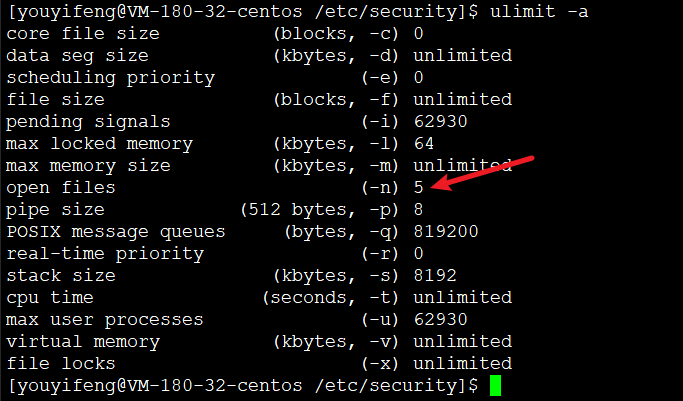 [youyifeng@VM-180-32-centos /etc/security]$ ulimit -a
core file size          (blocks, -c) 0
data seg size           (kbytes, -d) unlimited
scheduling priority             (-e) 0
file size               (blocks, -f) unlimited
pending signals                 (-i) 62930
max locked memory       (kbytes, -l) 64
max memory size         (kbytes, -m) unlimited
open files                      (-n) 5
pipe size            (512 bytes, -p) 8
POSIX message queues     (bytes, -q) 819200
real-time priority              (-r) 0
stack size              (kbytes, -s) 8192
cpu time               (seconds, -t) unlimited
max user processes              (-u) 62930
virtual memory          (kbytes, -v) unlimited
file locks                      (-x) unlimited
[youyifeng@VM-180-32-centos /etc/security]$